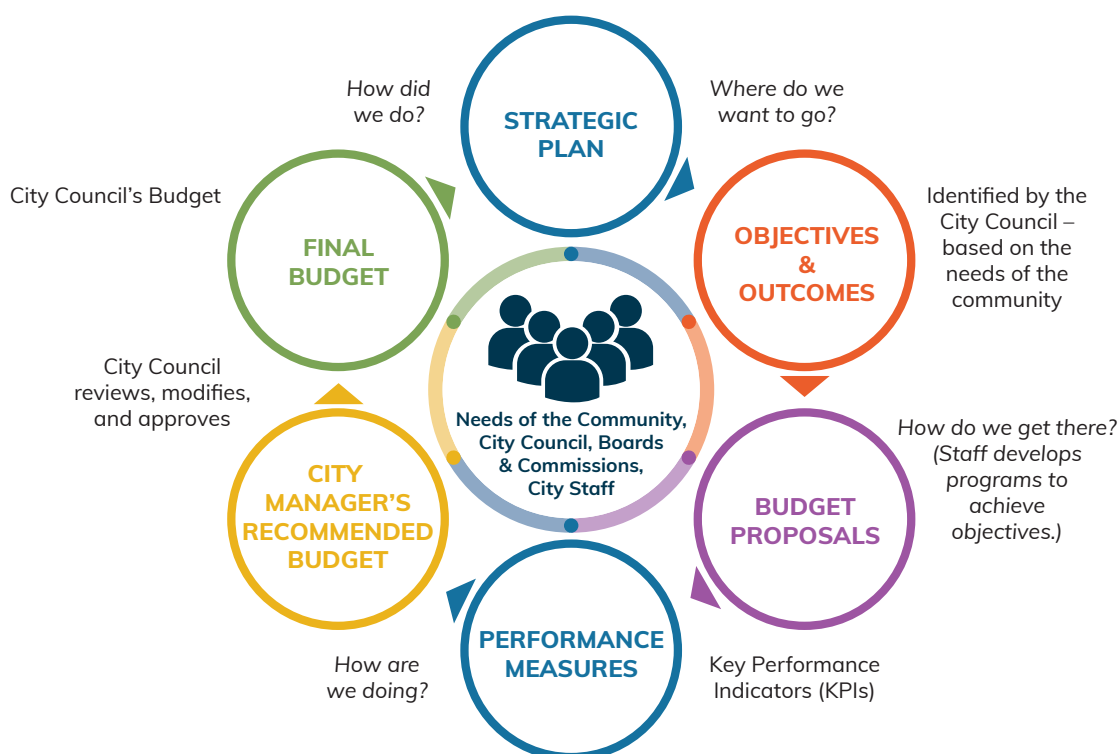 How did
we do?
STRATEGIC
PLAN
Where do we
want to go?
City Council’s Budget
FINAL
BUDGET
OBJECTIVES
&
OUTCOMES
Identified by the
City Council –
based on the
needs of the
community
City Council
reviews, modifies,
and approves
Needs of the Community,
City Council, Boards
& Commissions,
City Staff
How do we get there?
(Staff develops
programs to
achieve
objectives.)
CITY
MANAGER’S
RECOMMENDED
BUDGET
BUDGET
PROPOSALS
How are
we doing?
PERFORMANCE
MEASURES
Key Performance
Indicators (KPIs)